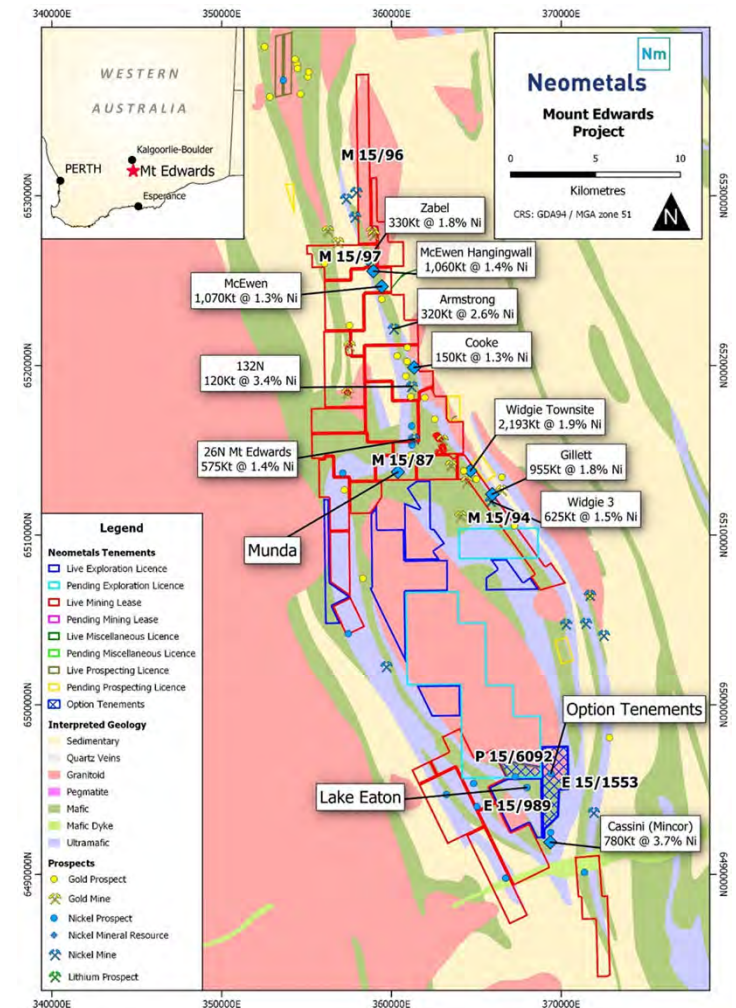 340000E
350000E
360000E
370000E
WESTERN
AUSTRALIA
Kalgoorlie-Boulder
PERTH
Mt Edwards
Esperance
Nm
Neometals
Mount Edwards
Project
0
5
10
Kilometres
CRS: GDA94 / MGA zone 51
N
6530000N
6530000N
M 15/96
Zabel
330Kt @ 1.8% Ni
M 15/97
McEwen Hangingwall
1,060Kt @ 1.4% Ni
McEwen
1,070Kt @ 1.3% Ni
Armstrong
320Kt @ 2.6% Ni
Cooke
150Kt @ 1.3% Ni
6520000N
6520000N
132N
120Kt @ 3.4% Ni
Widgie Townsite
2,193Kt @ 1.9% Ni
26N Mt Edwards
575Kt @ 1.4% Ni
M 15/87
Gillett
955Kt @ 1.8% Ni
Widgie 3
625Kt @ 1.5% Ni
M 15/94
Munda
6510000N
6510000N
Legend
Neometals Tenements
Live Exploration Licence
Pending Exploration Licence
Live Mining Lease
Pending Mining Lease
Live Miscellaneous Licence
Pending Miscellaneous Licence
Live Prospecting Licence
Pending Prospecting Licence
Option Tenements
Interpreted Geology
Sedimentary
Quartz Veins
Granitoid
Pegmatite
Mafic
Mafic Dyke
Ultramafic
Prospects
Gold Prospect
Gold Mine
Nickel Prospect
Nickel Mineral Resource
Nickel Mine
Lithium Prospect
6500000N
6500000N
Option Tenements
P 15/6092
E 15/1553
Lake Eaton
E 15/989
Cassini (Mincor)
780Kt @ 3.7% Ni
6490000N
6490000N
340000E
350000E
360000E
370000E